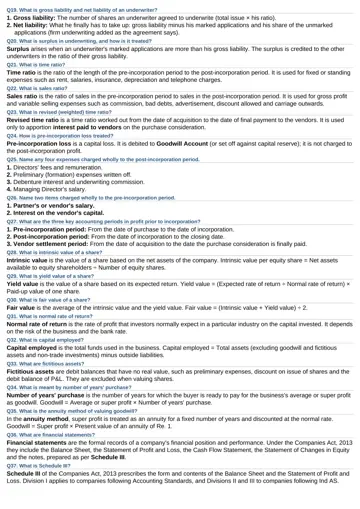 Q19. What is gross liability and net liability of an underwriter?
1. Gross liability: The number of shares an underwriter agreed to underwrite (total issue × his ratio).
2. Net liability: What he finally has to take up: gross liability minus his marked applications and his share of the unmarked
applications (firm underwriting added as the agreement says).
Q20. What is surplus in underwriting, and how is it treated?
Surplus arises when an underwriter's marked applications are more than his gross liability. The surplus is credited to the other
underwriters in the ratio of their gross liability.
Q21. What is time ratio?
Time ratio is the ratio of the length of the pre-incorporation period to the post-incorporation period. It is used for fixed or standing
expenses such as rent, salaries, insurance, depreciation and telephone charges.
Q22. What is sales ratio?
Sales ratio is the ratio of sales in the pre-incorporation period to sales in the post-incorporation period. It is used for gross profit
and variable selling expenses such as commission, bad debts, advertisement, discount allowed and carriage outwards.
Q23. What is revised (weighted) time ratio?
Revised time ratio is a time ratio worked out from the date of acquisition to the date of final payment to the vendors. It is used
only to apportion interest paid to vendors on the purchase consideration.
Q24. How is pre-incorporation loss treated?
Pre-incorporation loss is a capital loss. It is debited to Goodwill Account (or set off against capital reserve); it is not charged to
the post-incorporation profit.
Q25. Name any four expenses charged wholly to the post-incorporation period.
1. Directors' fees and remuneration.
2. Preliminary (formation) expenses written off.
3. Debenture interest and underwriting commission.
4. Managing Director's salary.
Q26. Name two items charged wholly to the pre-incorporation period.
1. Partner's or vendor's salary.
2. Interest on the vendor's capital.
Q27. What are the three key accounting periods in profit prior to incorporation?
1. Pre-incorporation period: From the date of purchase to the date of incorporation.
2. Post-incorporation period: From the date of incorporation to the closing date.
3. Vendor settlement period: From the date of acquisition to the date the purchase consideration is finally paid.
Q28. What is intrinsic value of a share?
Intrinsic value is the value of a share based on the net assets of the company. Intrinsic value per equity share = Net assets
available to equity shareholders ÷ Number of equity shares.
Q29. What is yield value of a share?
Yield value is the value of a share based on its expected return. Yield value = (Expected rate of return ÷ Normal rate of return) ×
Paid-up value of one share.
Q30. What is fair value of a share?
Fair value is the average of the intrinsic value and the yield value. Fair value = (Intrinsic value + Yield value) ÷ 2.
Q31. What is normal rate of return?
Normal rate of return is the rate of profit that investors normally expect in a particular industry on the capital invested. It depends
on the risk of the business and the bank rate.
Q32. What is capital employed?
Capital employed is the total funds used in the business. Capital employed = Total assets (excluding goodwill and fictitious
assets and non-trade investments) minus outside liabilities.
Q33. What are fictitious assets?
Fictitious assets are debit balances that have no real value, such as preliminary expenses, discount on issue of shares and the
debit balance of P&L. They are excluded when valuing shares.
Q34. What is meant by number of years' purchase?
Number of years' purchase is the number of years for which the buyer is ready to pay for the business's average or super profit
as goodwill. Goodwill = Average or super profit × Number of years' purchase.
Q35. What is the annuity method of valuing goodwill?
In the annuity method, super profit is treated as an annuity for a fixed number of years and discounted at the normal rate.
Goodwill = Super profit × Present value of an annuity of Re. 1.
Q36. What are financial statements?
Financial statements are the formal records of a company's financial position and performance. Under the Companies Act, 2013
they include the Balance Sheet, the Statement of Profit and Loss, the Cash Flow Statement, the Statement of Changes in Equity
and the notes, prepared as per Schedule III.
Q37. What is Schedule III?
Schedule III of the Companies Act, 2013 prescribes the form and contents of the Balance Sheet and the Statement of Profit and
Loss. Division I applies to companies following Accounting Standards, and Divisions II and III to companies following Ind AS.